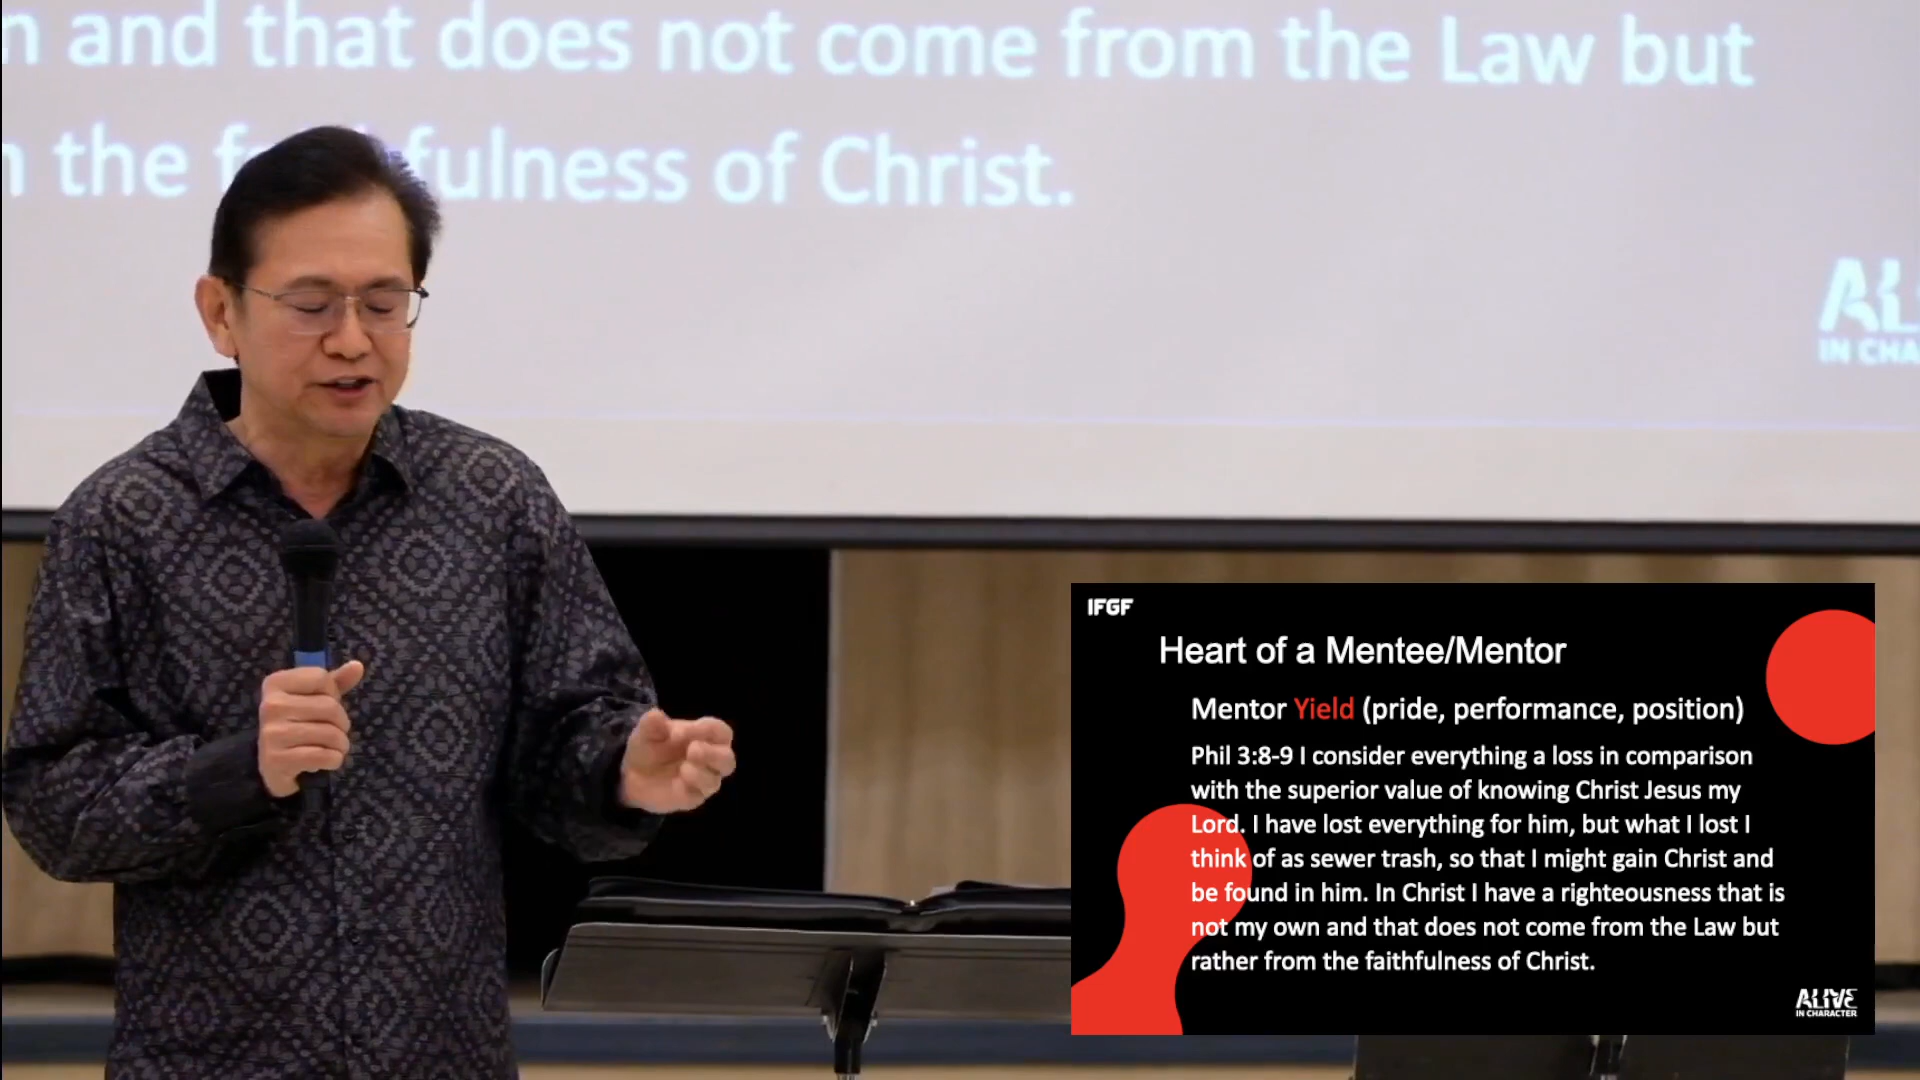 and that does not come from the Law but
the faithfulness of Christ.
IN CHA
IFGF
Heart of a Mentee/Mentor
Mentor Yield (pride, performance, position)
Phil 3:8-9 I consider everything a loss in comparison
with the superior value of knowing Christ Jesus my
Lord. I have lost everything for him, but what I lost I
think of as sewer trash, so that I might gain Christ and
be found in him. In Christ I have a righteousness that is
not my own and that does not come from the Law but
rather from the faithfulness of Christ.
ALIVE
IN CHARACTER